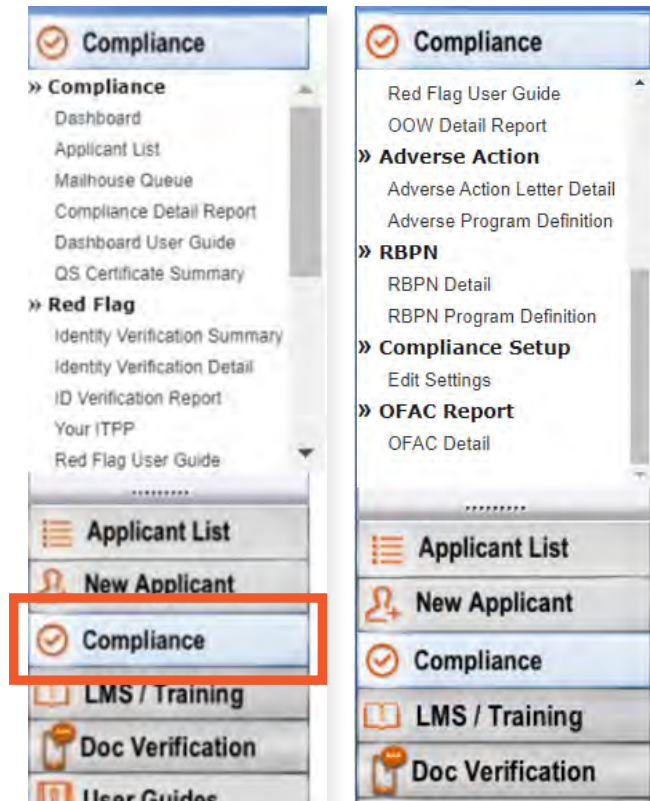 Compliance
» Compliance
Dashboard
Applicant List
Mailhouse Queue
Compliance Detail Report
Dashboard User Guide
QS Certificate Summary
» Red Flag
Identity Verification Summary
Identity Verification Detail
ID Verification Report
Your ITPP
Red Flag User Guide
Applicant List
New Applicant
Compliance
LMS / Training
Doc Verification
User Guides
Compliance
Red Flag User Guide
OOW Detail Report
» Adverse Action
Adverse Action Letter Detail
Adverse Program Definition
» RBPN
RBPN Detail
RBPN Program Definition
» Compliance Setup
Edit Settings
» OFAC Report
OFAC Detail
Applicant List
New Applicant
Compliance
LMS / Training
Doc Verification